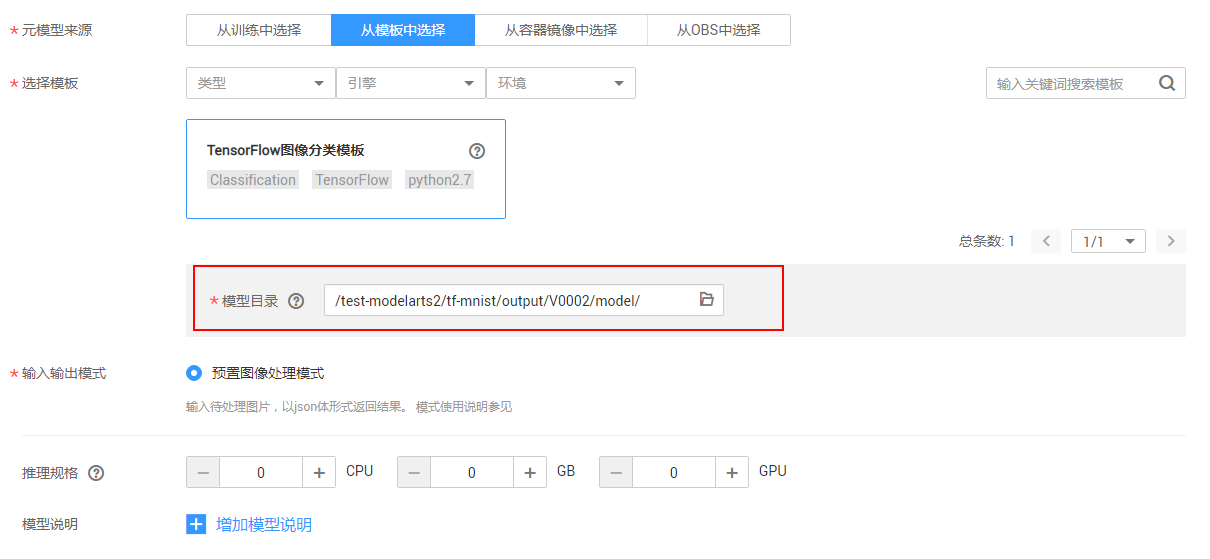 * 元模型来源 从训练中选择 从模板中选择 从容器镜像中选择 从OBS中选择
* 选择模板 类型 引擎 环境 输入关键词搜索模板
TensorFlow图像分类模板 ?
Classification TensorFlow python2.7
总条数: 1 < 1/1 >
* 模型目录 ? /test-modelarts2/tf-mnist/output/V0002/model/
* 输入输出模式 预置图像处理模式
输入待处理图片，以json体形式返回结果。 模式使用说明参见
推理规格 ? − 0 + CPU − 0 + GB − 0 + GPU
模型说明 + 增加模型说明